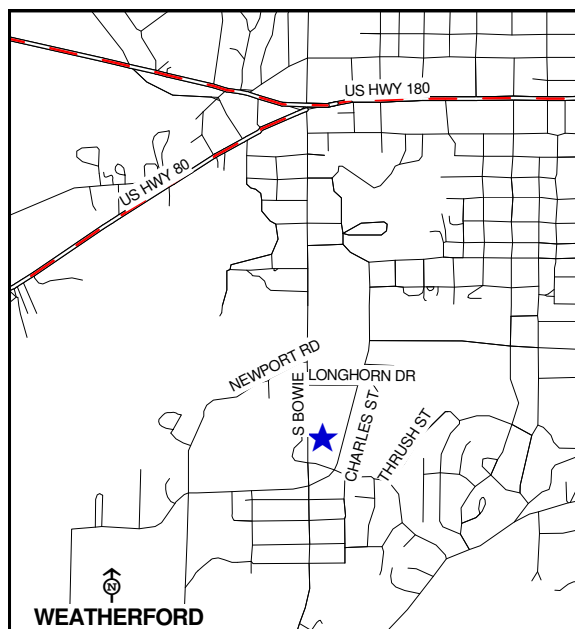 US HWY 180
US HWY 80
NEWPORT RD
LONGHORN DR
S BOWIE
CHARLES ST
THRUSH ST
N
WEATHERFORD